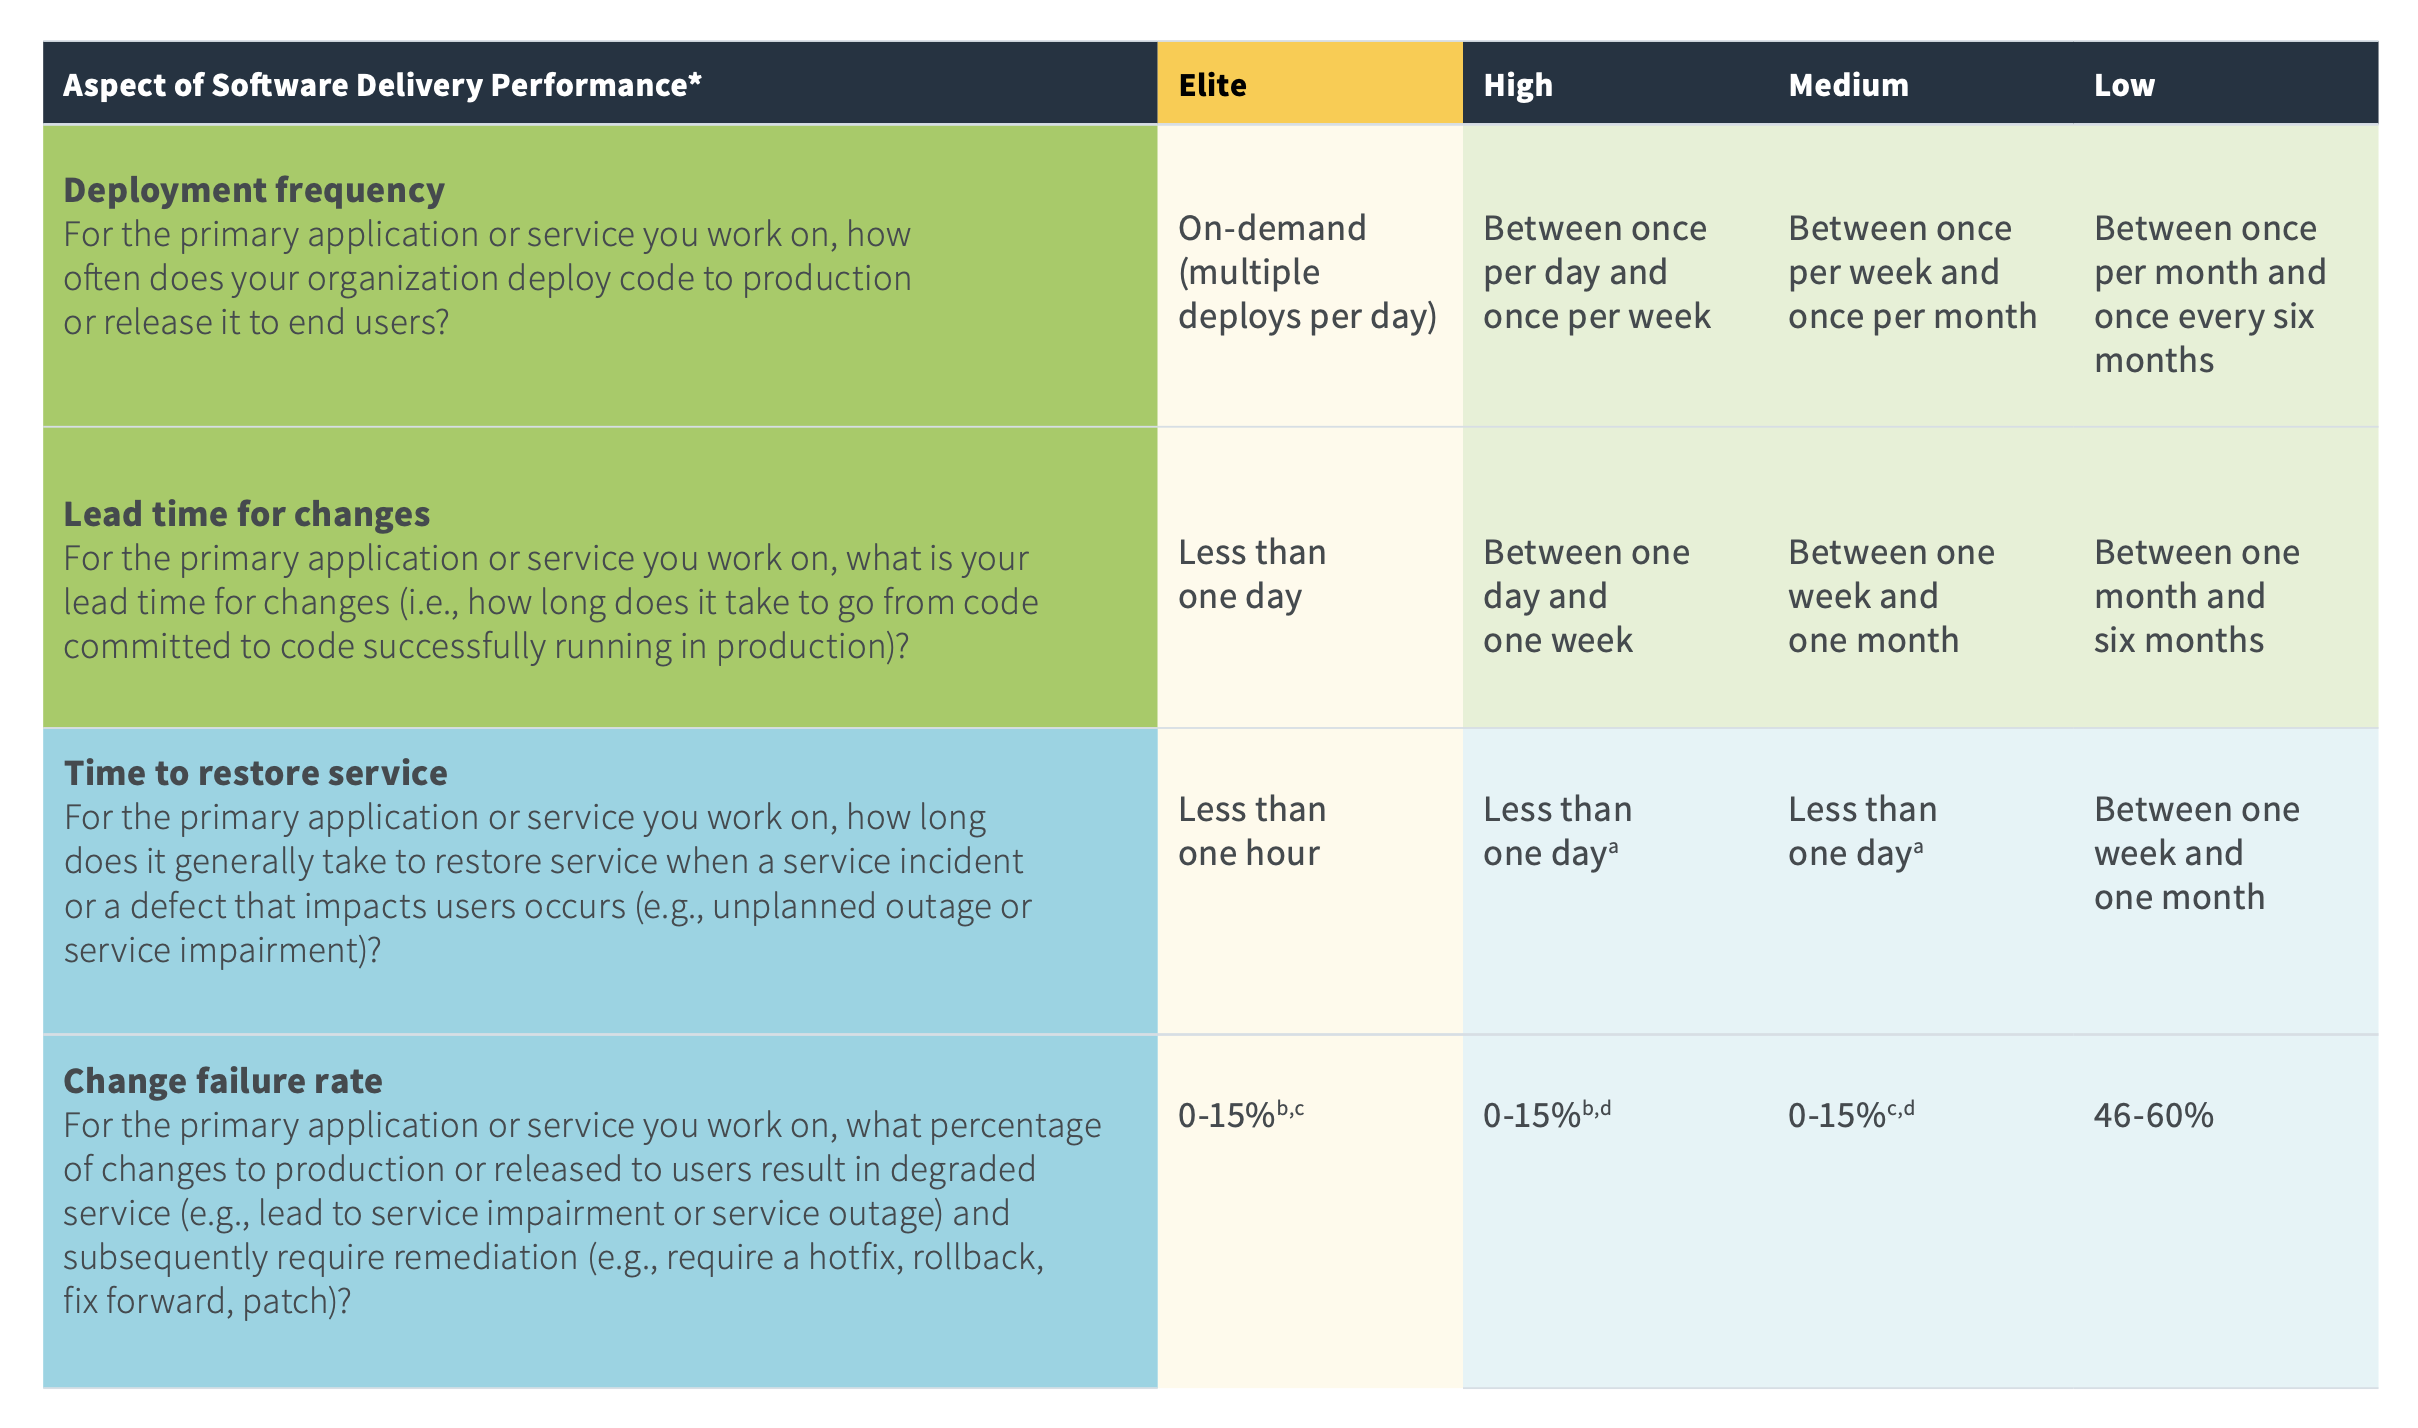 Aspect of Software Delivery Performance*
Elite
High
Medium
Low
Deployment frequency
For the primary application or service you work on, how
often does your organization deploy code to production
or release it to end users?
On-demand
(multiple
deploys per day)
Between once
per day and
once per week
Between once
per week and
once per month
Between once
per month and
once every six
months
Lead time for changes
For the primary application or service you work on, what is your
lead time for changes (i.e., how long does it take to go from code
committed to code successfully running in production)?
Less than
one day
Between one
day and
one week
Between one
week and
one month
Between one
month and
six months
Time to restore service
For the primary application or service you work on, how long
does it generally take to restore service when a service incident
or a defect that impacts users occurs (e.g., unplanned outage or
service impairment)?
Less than
one hour
Less than
one dayᵃ
Less than
one dayᵃ
Between one
week and
one month
Change failure rate
For the primary application or service you work on, what percentage
of changes to production or released to users result in degraded
service (e.g., lead to service impairment or service outage) and
subsequently require remediation (e.g., require a hotfix, rollback,
fix forward, patch)?
0-15%ᵇ,ᶜ
0-15%ᵇ,ᵈ
0-15%ᶜ,ᵈ
46-60%